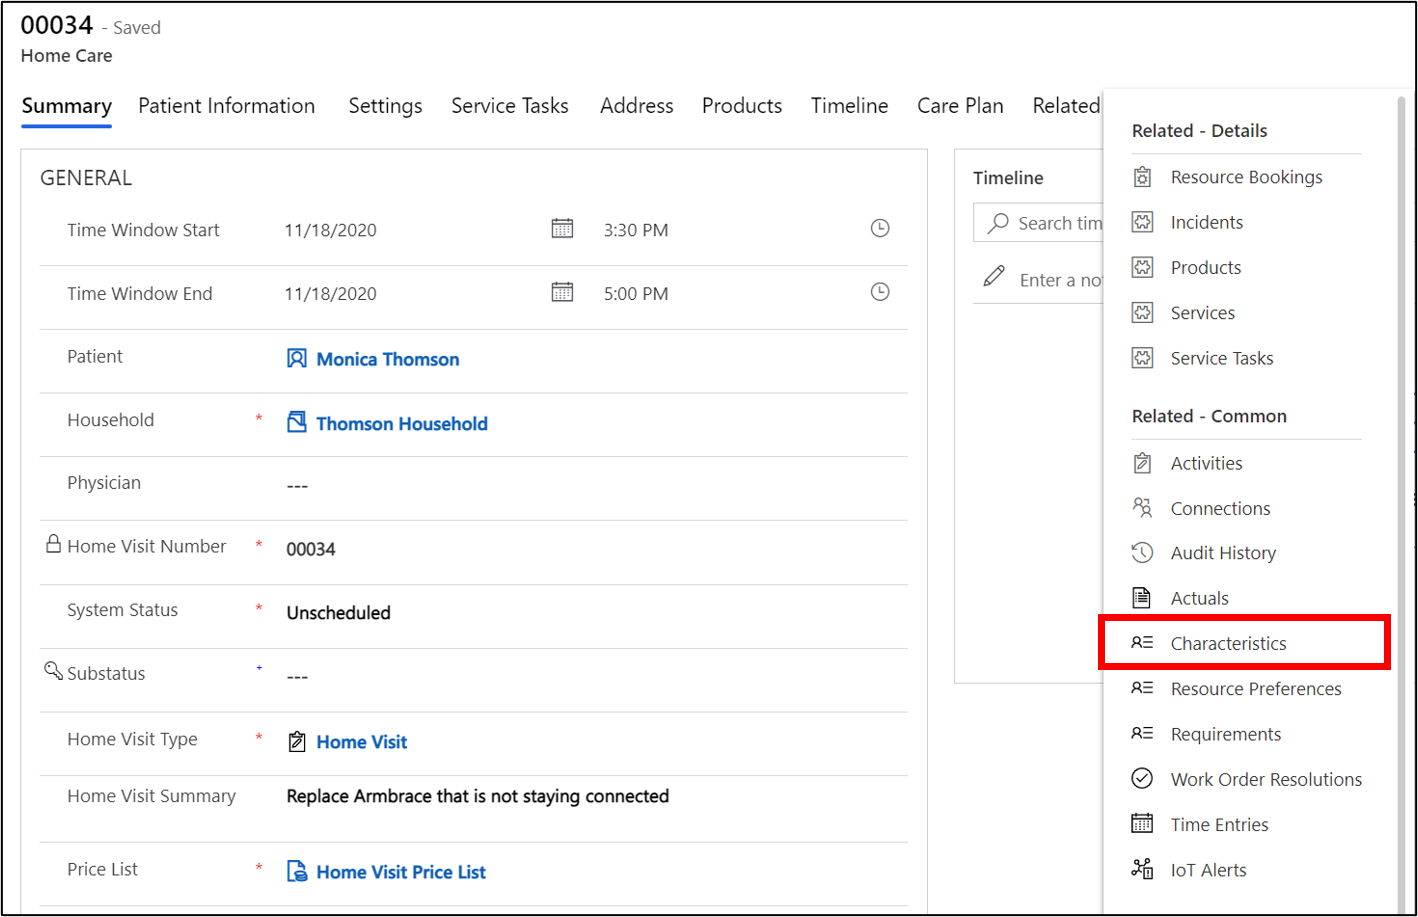 00034 - Saved
Home Care
Summary Patient Information Settings Service Tasks Address Products Timeline Care Plan Related
GENERAL
Time Window Start 11/18/2020 3:30 PM
Time Window End 11/18/2020 5:00 PM
Patient Monica Thomson
Household * Thomson Household
Physician ---
Home Visit Number * 00034
System Status * Unscheduled
Substatus + ---
Home Visit Type * Home Visit
Home Visit Summary Replace Armbrace that is not staying connected
Price List * Home Visit Price List
Timeline
Search tim
Enter a no
Related - Details
Resource Bookings
Incidents
Products
Services
Service Tasks
Related - Common
Activities
Connections
Audit History
Actuals
Characteristics
Resource Preferences
Requirements
Work Order Resolutions
Time Entries
IoT Alerts